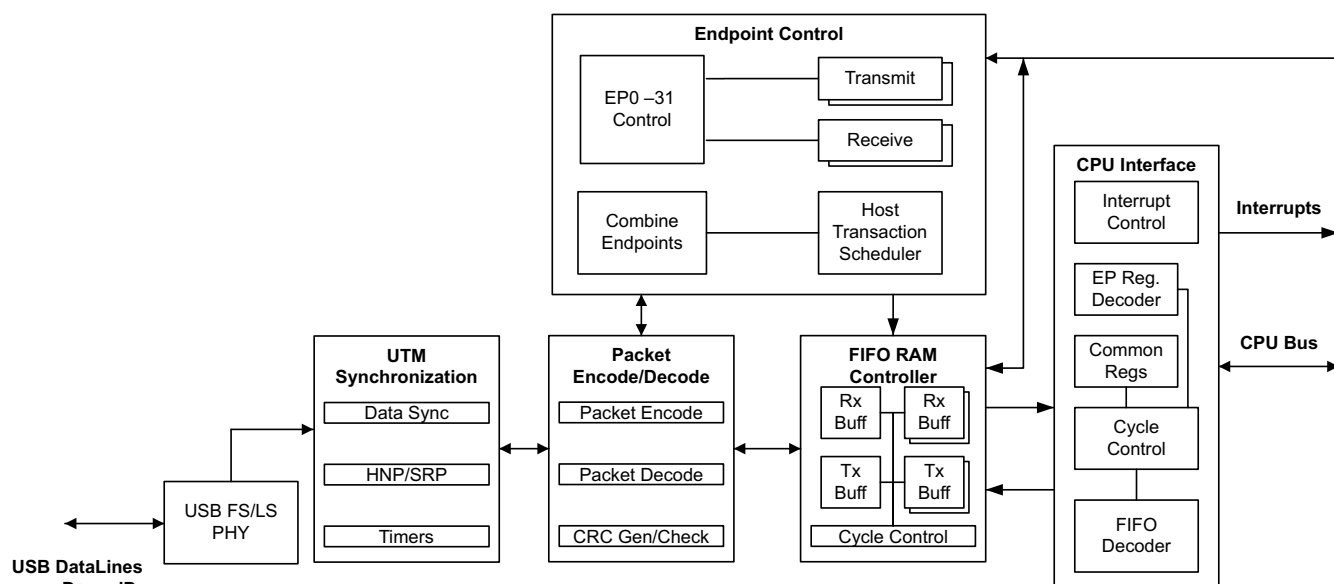 Endpoint Control
EP0 –31
Control
Transmit
Receive
Combine
Endpoints
Host
Transaction
Scheduler
CPU Interface
Interrupt
Control
Interrupts
EP Reg.
Decoder
Common
Regs
CPU Bus
Cycle
Control
FIFO
Decoder
UTM
Synchronization
Data Sync
HNP/SRP
Timers
Packet
Encode/Decode
Packet Encode
Packet Decode
CRC Gen/Check
FIFO RAM
Controller
Rx
Buff
Rx
Buff
Tx
Buff
Tx
Buff
Cycle Control
USB FS/LS
PHY
USB DataLines